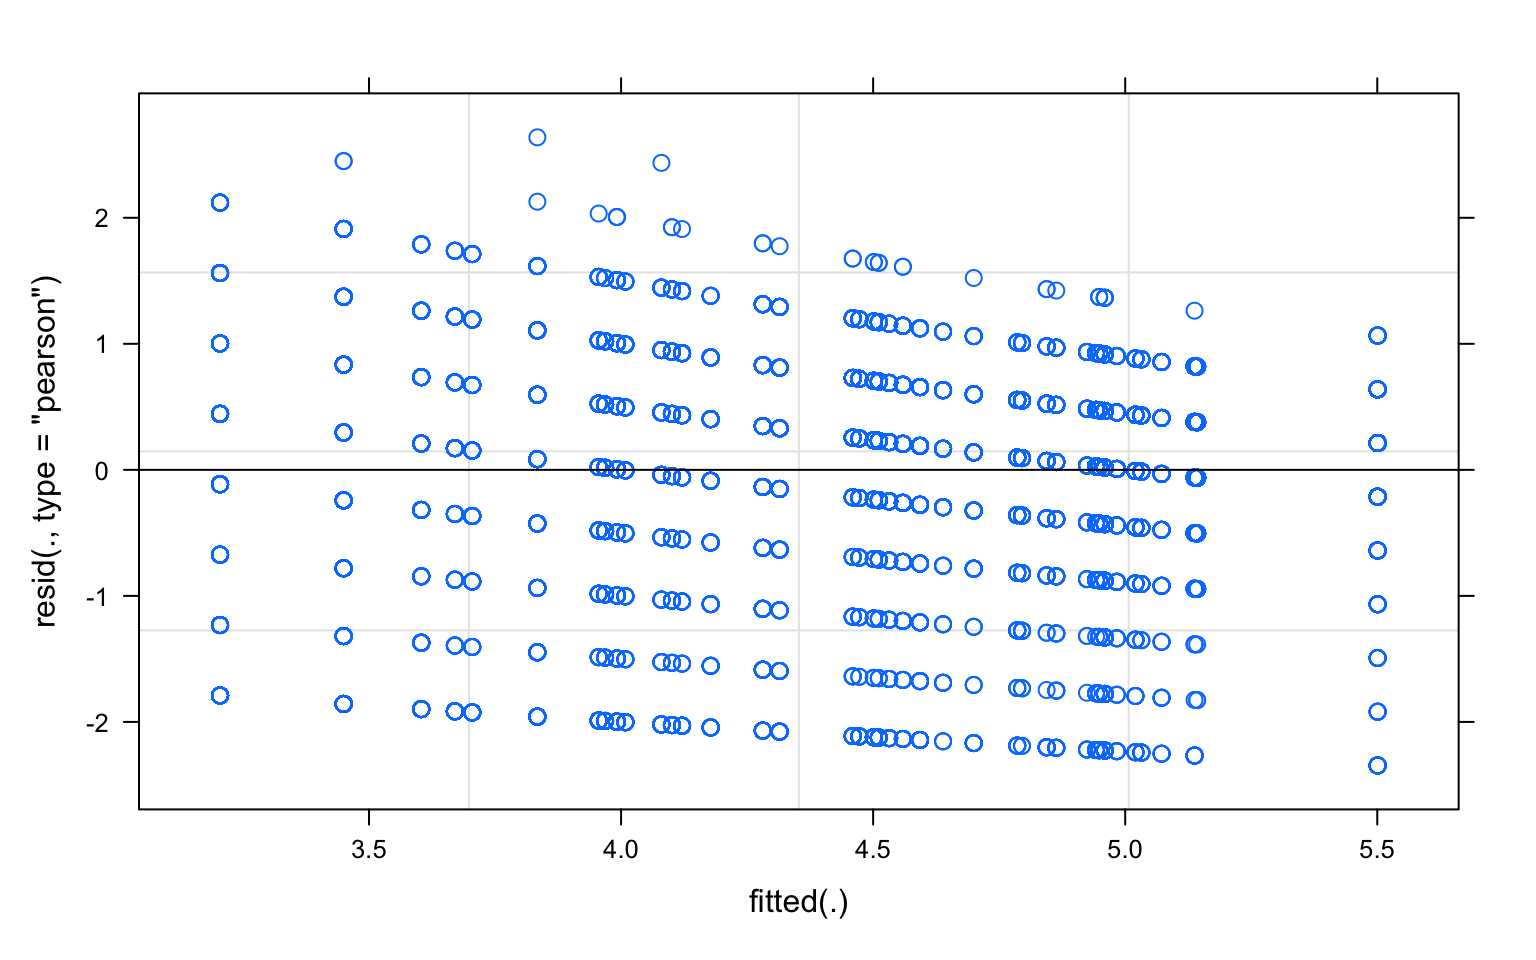 2
1
0
-1
-2
resid(., type = "pearson")
3.5 4.0 4.5 5.0 5.5
fitted(.)